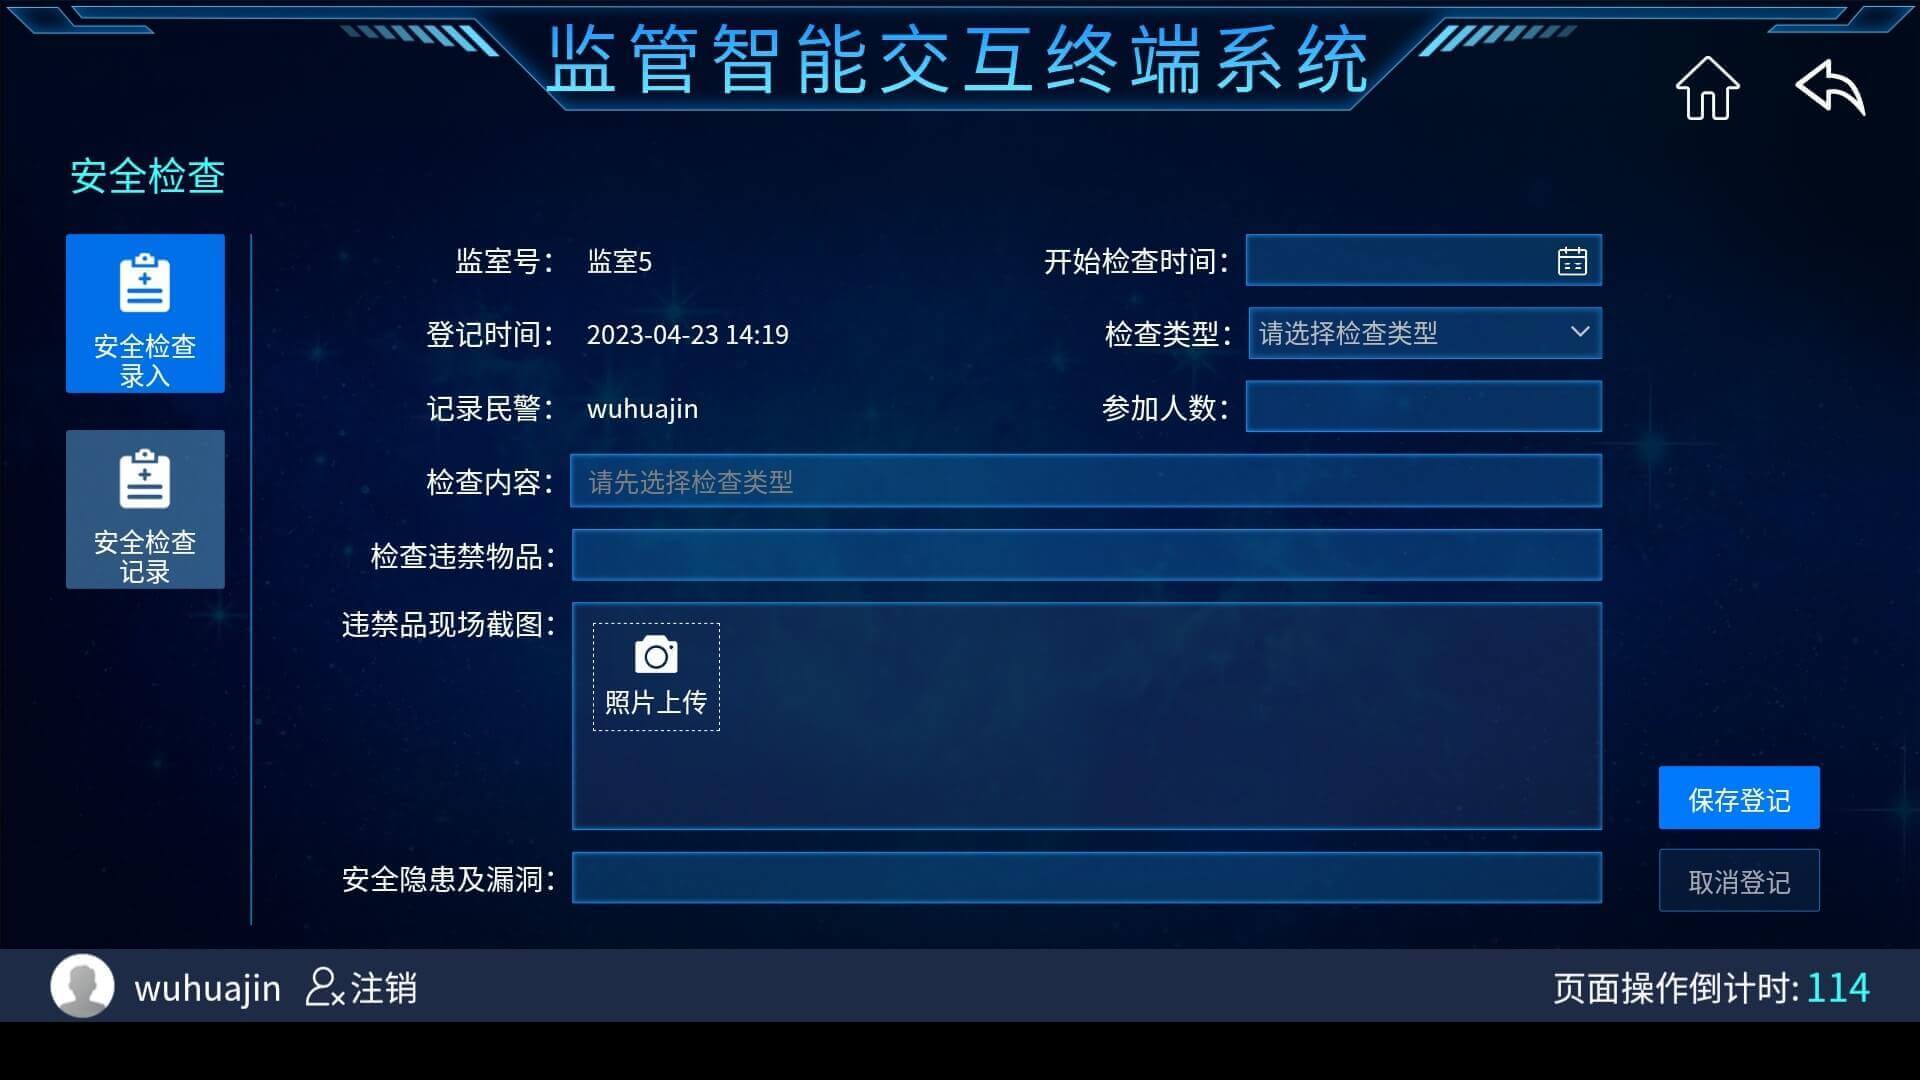 监管智能交互终端系统
安全检查
安全检查
录入
安全检查
记录
监室号： 监室5
开始检查时间：
登记时间： 2023-04-23 14:19
检查类型： 请选择检查类型
记录民警： wuhuajin
参加人数：
检查内容： 请先选择检查类型
检查违禁物品：
违禁品现场截图：
照片上传
安全隐患及漏洞：
保存登记
取消登记
wuhuajin 注销
页面操作倒计时: 114